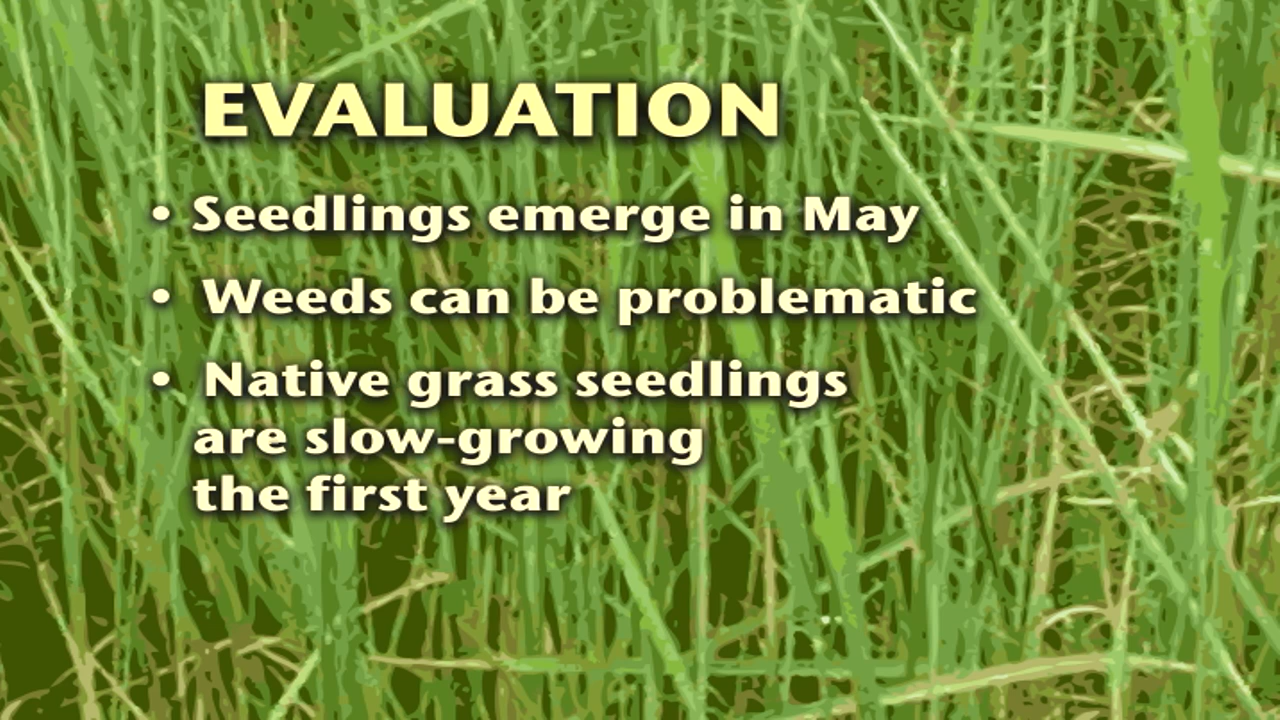 EVALUATION
• Seedlings emerge in May
• Weeds can be problematic
• Native grass seedlings
are slow-growing
the first year